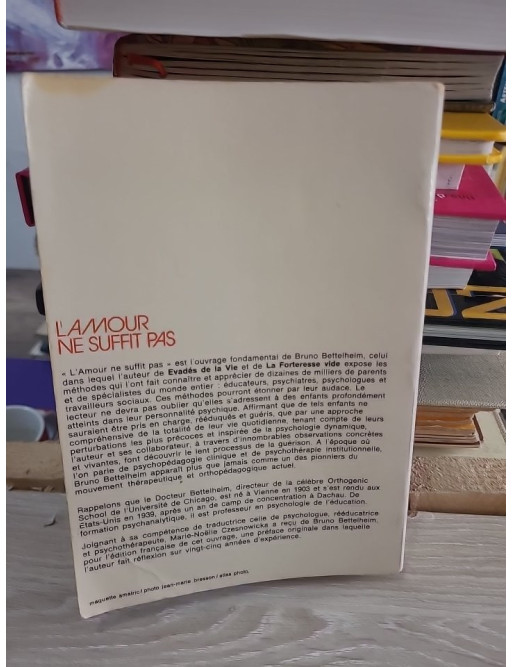 L'AMOUR
NE SUFFIT PAS
« L'Amour ne suffit pas » est l'ouvrage fondamental de Bruno Bettelheim, celui
dans lequel l'auteur de Evadés de la Vie et de La Forteresse vide expose les
méthodes qui l'ont fait connaître et apprécier de dizaines de milliers de parents
et de spécialistes du monde entier : éducateurs, psychiatres, psychologues et
travailleurs sociaux. Ces méthodes pourront étonner par leur audace. Le
lecteur ne devra pas oublier qu'elles s'adressent à des enfants profondément
atteints dans leur personnalité psychique. Affirmant que de tels enfants ne
sauraient être pris en charge, rééduqués et guéris, que par une approche
compréhensive de la totalité de leur vie quotidienne, tenant compte de leurs
perturbations les plus précoces et inspirée de la psychologie dynamique,
l'auteur et ses collaborateur, à travers d'innombrables observations concrètes
et vivantes, font découvrir le lent processus de la guérison. A l'époque où
l'on parle de psychopédagogie clinique et de psychothérapie institutionnelle,
Bruno Bettelheim apparaît plus que jamais comme un des pionniers du
mouvement thérapeutique et orthopédagogique actuel.
Rappelons que le Docteur Bettelheim, directeur de la célèbre Orthogenic
School de l'Université de Chicago, est né à Vienne en 1903 et s'est rendu aux
Etats-Unis en 1939, après un an de camp de concentration à Dachau. De
formation psychanalytique, il est professeur en psychologie de l'éducation.
Joignant à sa compétence de traductrice celle de psychologue, rééducatrice
et psychothérapeute, Marie-Noëlle Czesnowicka a reçu de Bruno Bettelheim,
pour l'édition française de cet ouvrage, une préface originale dans laquelle
l'auteur fait réflexion sur vingt-cinq années d'expérience.